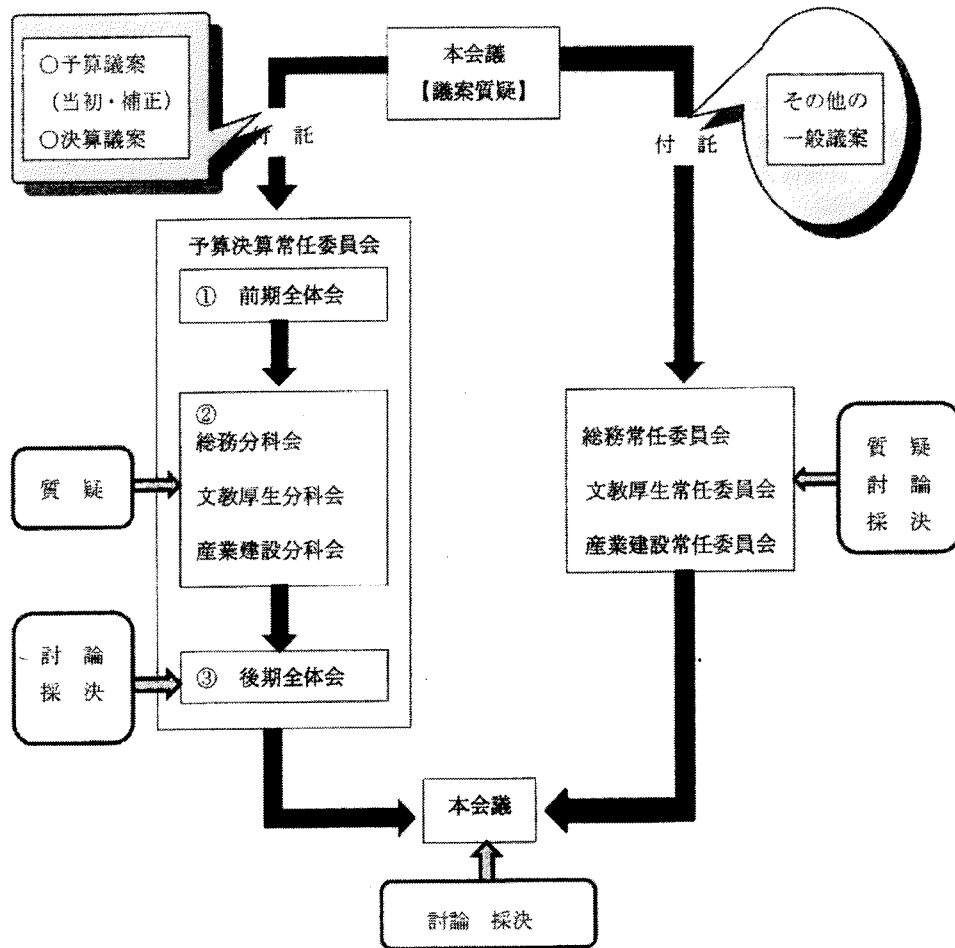 ○予算議案
(当初・補正)
○決算議案
本会議
【議案質疑】
その他の
一般議案
付 託
付 託
予算決算常任委員会
① 前期全体会
②
総務分科会
文教厚生分科会
産業建設分科会
質 疑
③ 後期全体会
討 論
採 決
総務常任委員会
文教厚生常任委員会
産業建設常任委員会
質 疑
討 論
採 決
本会議
討論 採決